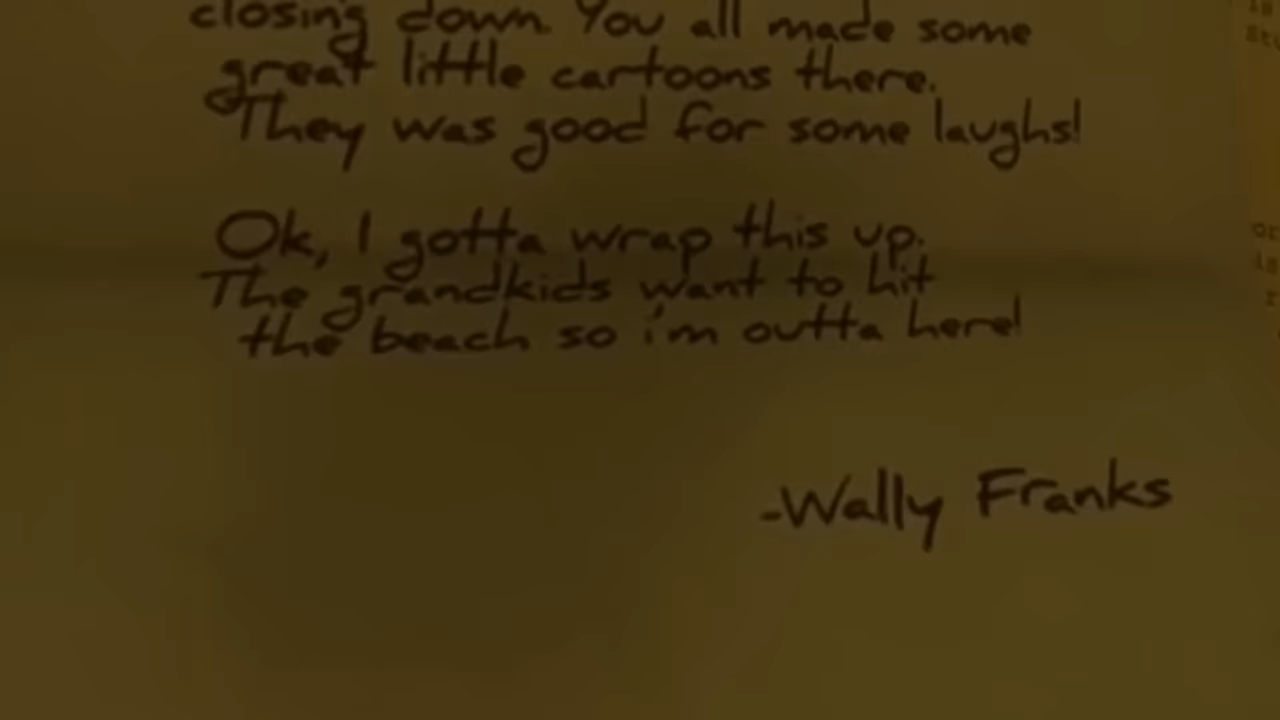 closing down. You all made some
great little cartoons there.
They was good for some laughs!
Ok, I gotta wrap this up.
The grandkids want to hit
the beach so i'm outta here!
-Wally Franks